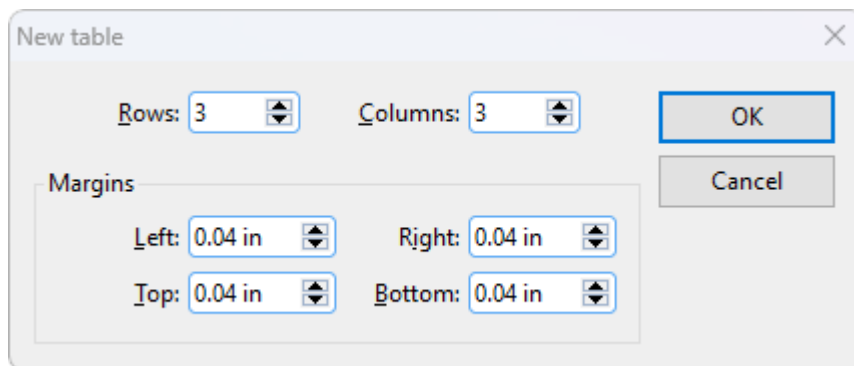 New table
Rows: 3 Columns: 3 OK
Cancel
Margins
Left: 0.04 in Right: 0.04 in
Top: 0.04 in Bottom: 0.04 in